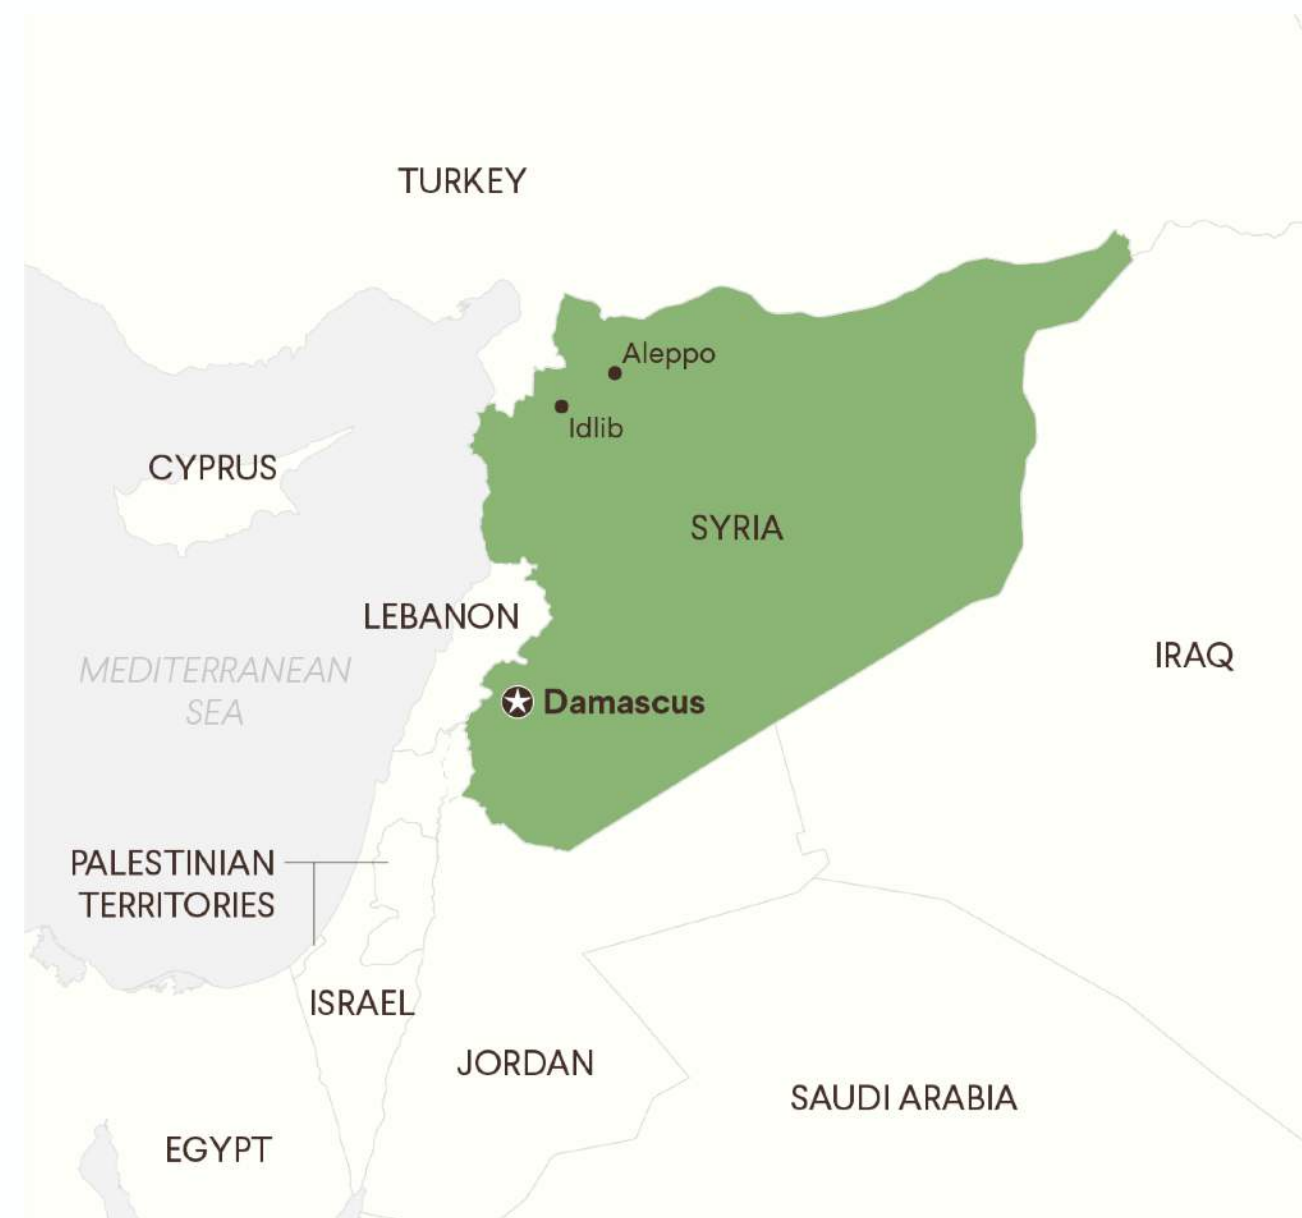 TURKEY
Aleppo
Idlib
CYPRUS
SYRIA
LEBANON
IRAQ
MEDITERRANEAN
SEA
Damascus
PALESTINIAN
TERRITORIES
ISRAEL
JORDAN
SAUDI ARABIA
EGYPT